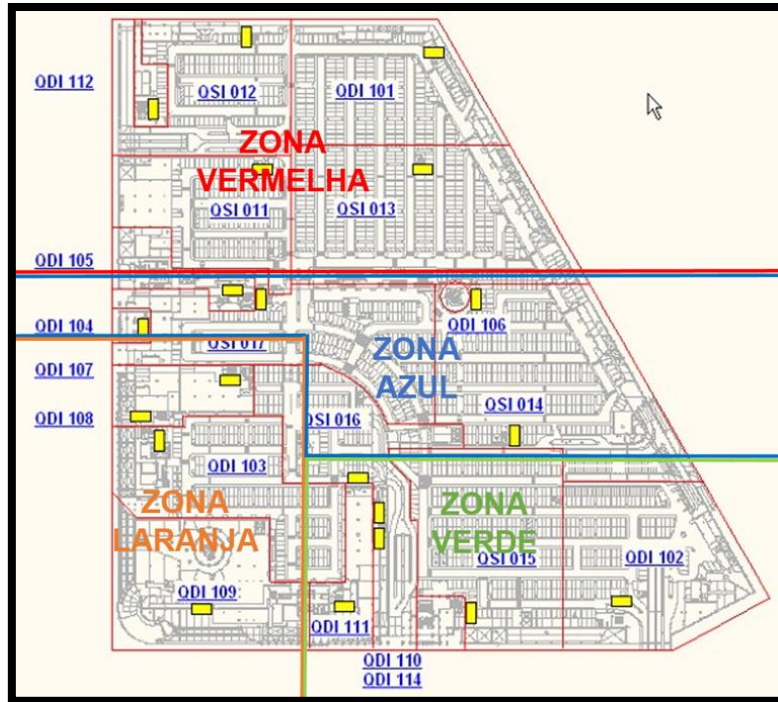 QDI 112
QSI 012
QDI 101
ZONA
VERMELHA
QSI 011
QSI 013
QDI 105
QDI 104
QSI 017
QDI 106
ZONA
AZUL
QDI 107
QDI 108
QSI 016
QSI 014
QDI 103
ZONA
LARANJA
ZONA
VERDE
QSI 015
QDI 102
QDI 109
QDI 111
QDI 110
QDI 114